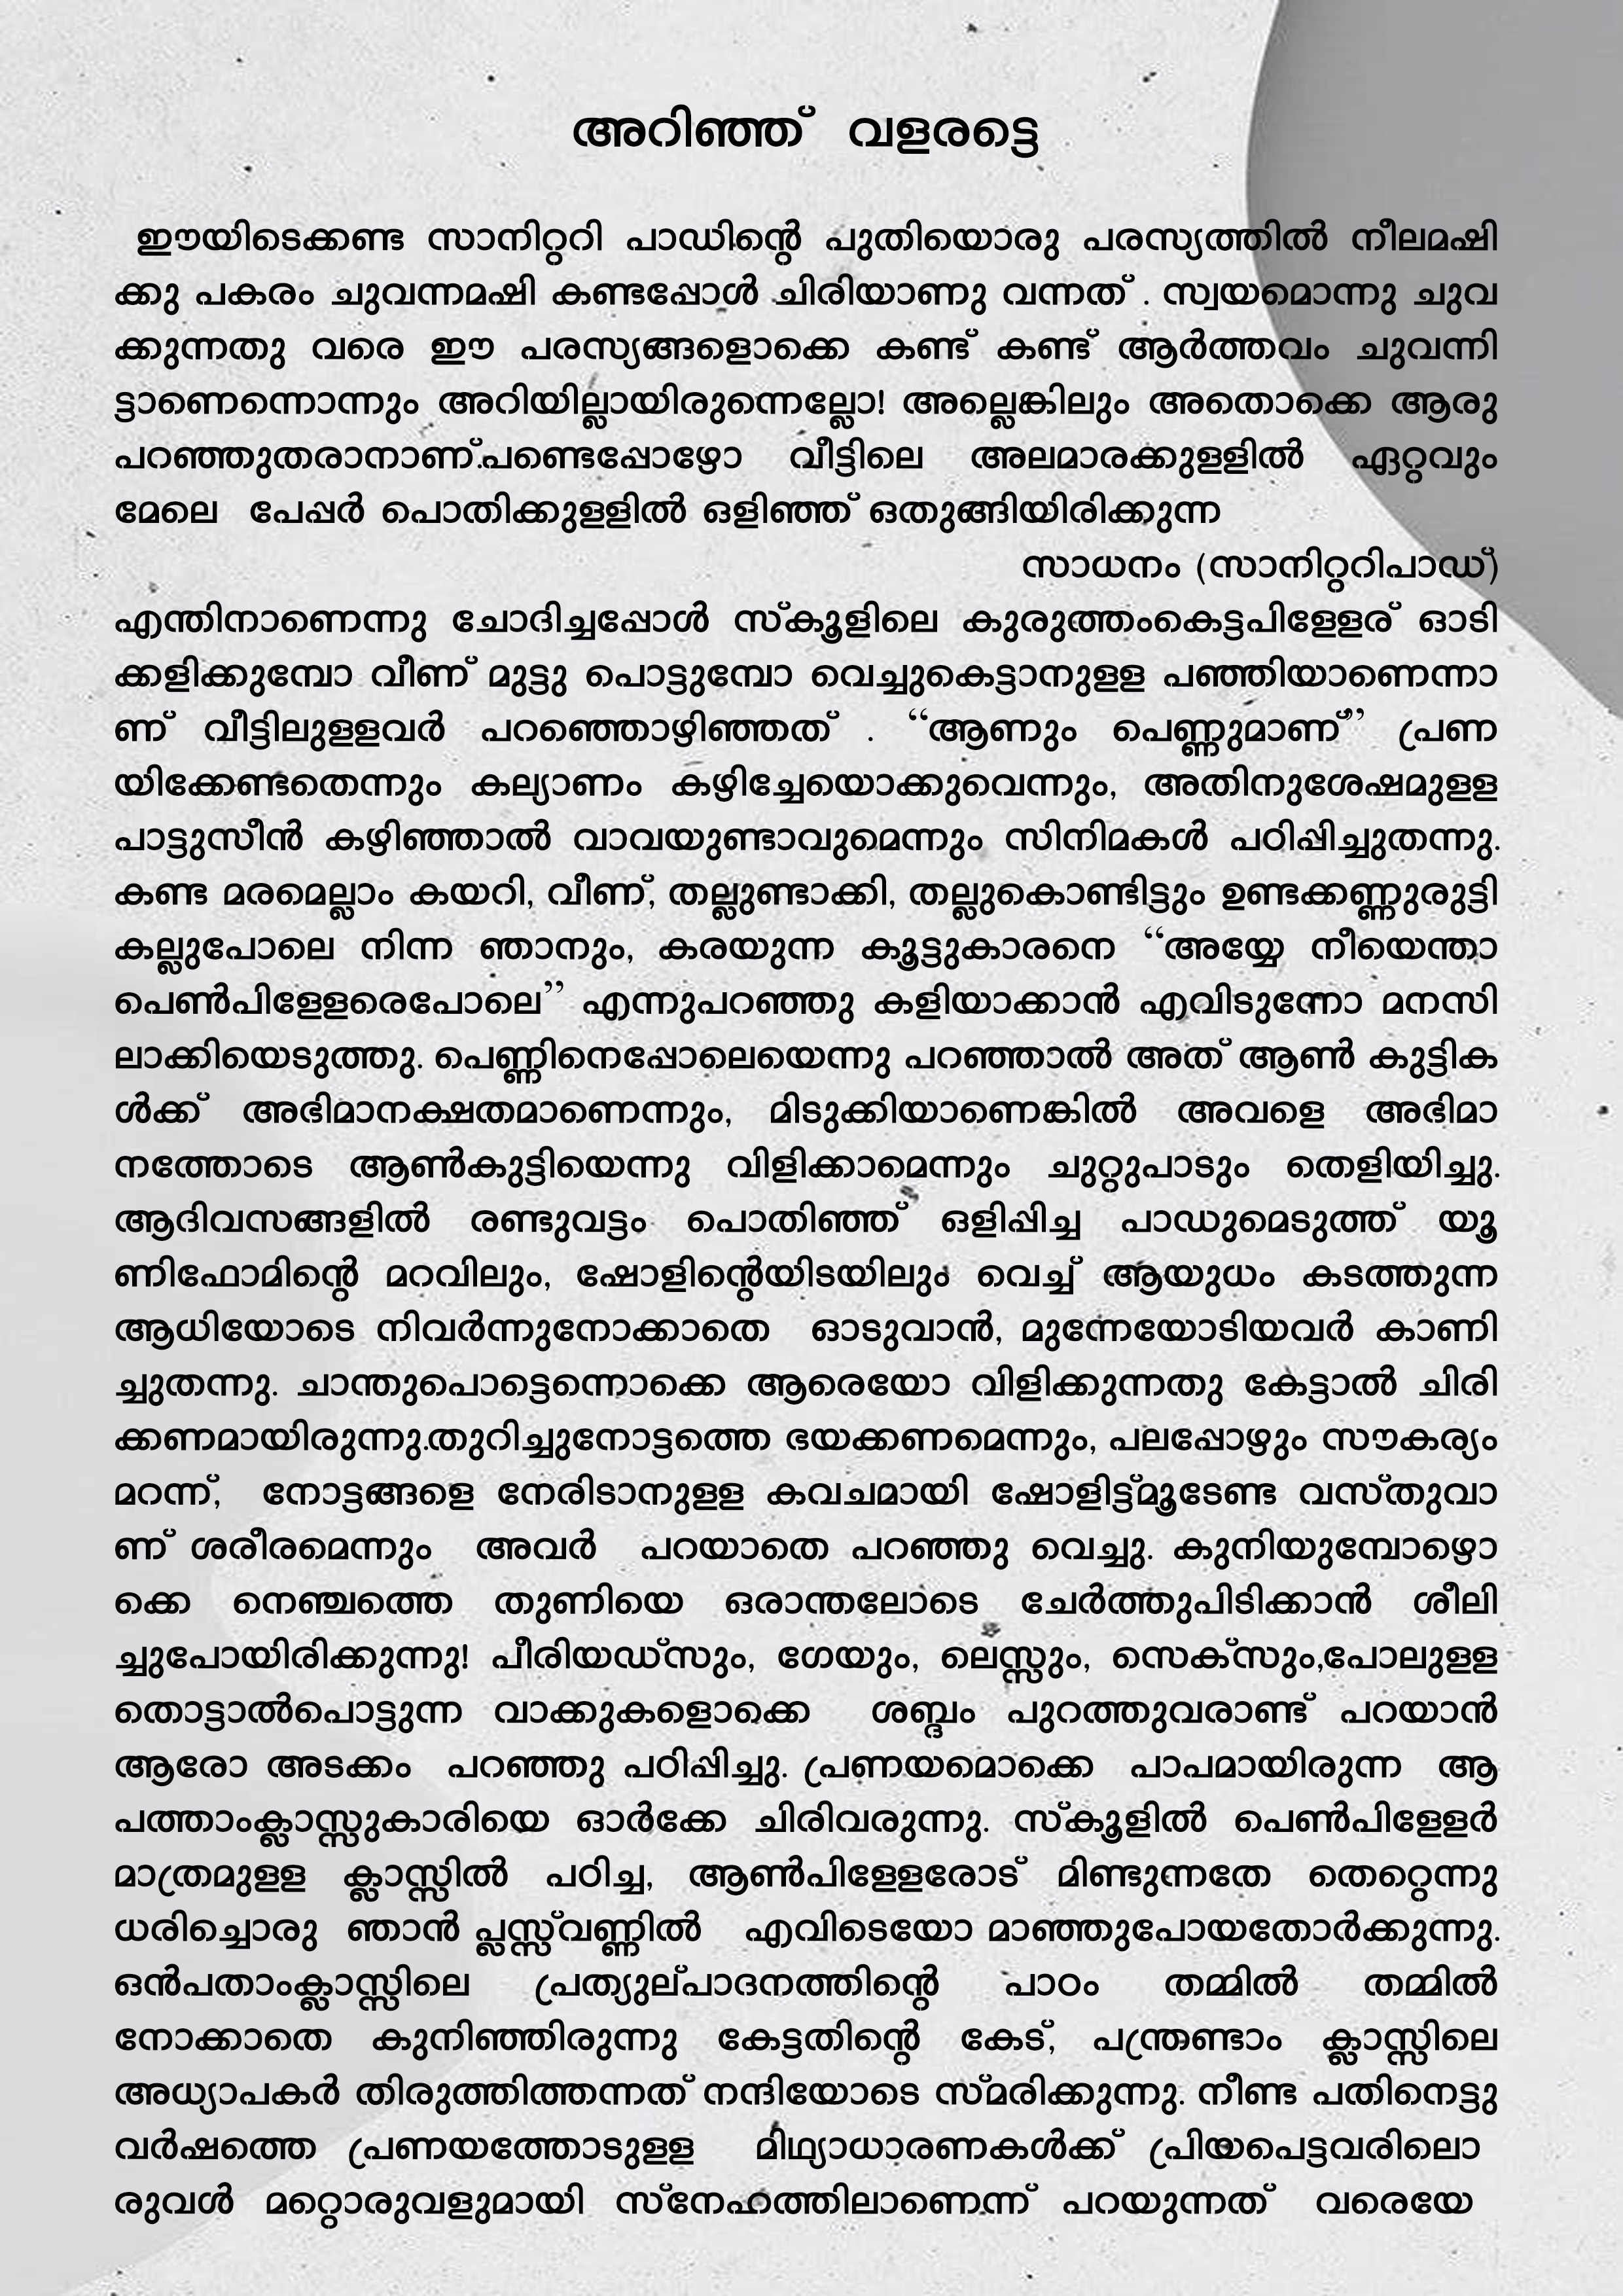 അറിഞ്ഞ് വളരട്ടെ
ഈയിടെക്കണ്ട സാനിറ്ററി പാഡിന്റെ പുതിയൊരു പരസ്യത്തിൽ നീലമഷി
ക്കു പകരം ചുവന്നമഷി കണ്ടപ്പോൾ ചിരിയാണു വന്നത് . സ്വയമൊന്നു ചുവ
ക്കുന്നതു വരെ ഈ പരസ്യങ്ങളൊക്കെ കണ്ട് കണ്ട് ആർത്തവം ചുവന്നി
ട്ടാണെന്നൊന്നും അറിയില്ലായിരുന്നെല്ലോ! അല്ലെങ്കിലും അതൊക്കെ ആരു
പറഞ്ഞുതരാനാണ്.പണ്ടെപ്പോഴോ വീട്ടിലെ അലമാരക്കുള്ളിൽ ഏറ്റവും
മേലെ പേപ്പർ പൊതിക്കുള്ളിൽ ഒളിഞ്ഞ് ഒതുങ്ങിയിരിക്കുന്ന
സാധനം (സാനിറ്ററിപാഡ്)
എന്തിനാണെന്നു ചോദിച്ചപ്പോൾ സ്കൂളിലെ കുരുത്തംകെട്ടപിള്ളേര് ഓടി
ക്കളിക്കുമ്പോ വീണ് മുട്ടു പൊട്ടുമ്പോ വെച്ചുകെട്ടാനുള്ള പഞ്ഞിയാണെന്നാ
ണ് വീട്ടിലുള്ളവർ പറഞ്ഞൊഴിഞ്ഞത് . “ആണും പെണ്ണുമാണ്” പ്രണ
യിക്കേണ്ടതെന്നും കല്യാണം കഴിച്ചേയൊക്കുവെന്നും, അതിനുശേഷമുള്ള
പാട്ടുസീൻ കഴിഞ്ഞാൽ വാവയുണ്ടാവുമെന്നും സിനിമകൾ പഠിപ്പിച്ചുതന്നു.
കണ്ട മരമെല്ലാം കയറി, വീണ്, തല്ലുണ്ടാക്കി, തല്ലുകൊണ്ടിട്ടും ഉണ്ടക്കണ്ണുരുട്ടി
കല്ലുപോലെ നിന്ന ഞാനും, കരയുന്ന കൂട്ടുകാരനെ “അയ്യേ നീയെന്താ
പെൺപിള്ളേരെപോലെ” എന്നുപറഞ്ഞു കളിയാക്കാൻ എവിടുന്നോ മനസി
ലാക്കിയെടുത്തു. പെണ്ണിനെപ്പോലെയെന്നു പറഞ്ഞാൽ അത് ആൺ കുട്ടിക
ൾക്ക് അഭിമാനക്ഷതമാണെന്നും, മിടുക്കിയാണെങ്കിൽ അവളെ അഭിമാ
നത്തോടെ ആൺകുട്ടിയെന്നു വിളിക്കാമെന്നും ചുറ്റുപാടും തെളിയിച്ചു.
ആദിവസങ്ങളിൽ രണ്ടുവട്ടം പൊതിഞ്ഞ് ഒളിപ്പിച്ച പാഡുമെടുത്ത് യൂ
ണിഫോമിന്റെ മറവിലും, ഷോളിന്റെയിടയിലും വെച്ച് ആയുധം കടത്തുന്ന
ആധിയോടെ നിവർന്നുനോക്കാതെ ഓടുവാൻ, മുന്നേയോടിയവർ കാണി
ച്ചുതന്നു. ചാന്തുപൊട്ടെന്നൊക്കെ ആരെയോ വിളിക്കുന്നതു കേട്ടാൽ ചിരി
ക്കണമായിരുന്നു.തുറിച്ചുനോട്ടത്തെ ഭയക്കണമെന്നും, പലപ്പോഴും സൗകര്യം
മറന്ന്, നോട്ടങ്ങളെ നേരിടാനുള്ള കവചമായി ഷോളിട്ട്മൂടേണ്ട വസ്തുവാ
ണ് ശരീരമെന്നും അവർ പറയാതെ പറഞ്ഞു വെച്ചു. കുനിയുമ്പോഴൊ
ക്കെ നെഞ്ചത്തെ തുണിയെ ഒരാന്തലോടെ ചേർത്തുപിടിക്കാൻ ശീലി
ച്ചുപോയിരിക്കുന്നു! പീരിയഡ്സും, ഗേയും, ലെസ്സും, സെക്സും,പോലുള്ള
തൊട്ടാൽപൊട്ടുന്ന വാക്കുകളൊക്കെ ശബ്ദം പുറത്തുവരാണ്ട് പറയാൻ
ആരോ അടക്കം പറഞ്ഞു പഠിപ്പിച്ചു. പ്രണയമൊക്കെ പാപമായിരുന്ന ആ
പത്താംക്ലാസ്സുകാരിയെ ഓർക്കേ ചിരിവരുന്നു. സ്കൂളിൽ പെൺപിള്ളേർ
മാത്രമുള്ള ക്ലാസ്സിൽ പഠിച്ച, ആൺപിള്ളേരോട് മിണ്ടുന്നതേ തെറ്റെന്നു
ധരിച്ചൊരു ഞാൻ പ്ലസ്സ്‌വണ്ണിൽ എവിടെയോ മാഞ്ഞുപോയതോർക്കുന്നു.
ഒൻപതാംക്ലാസ്സിലെ പ്രത്യുല്പാദനത്തിന്റെ പാഠം തമ്മിൽ തമ്മിൽ
നോക്കാതെ കുനിഞ്ഞിരുന്നു കേട്ടതിന്റെ കേട്, പന്ത്രണ്ടാം ക്ലാസ്സിലെ
അധ്യാപകർ തിരുത്തിത്തന്നത് നന്ദിയോടെ സ്മരിക്കുന്നു. നീണ്ട പതിനെട്ടു
വർഷത്തെ പ്രണയത്തോടുള്ള മിഥ്യാധാരണകൾക്ക് പ്രിയപെട്ടവരിലൊ
രുവൾ മറ്റൊരുവളുമായി സ്നേഹത്തിലാണെന്ന് പറയുന്നത് വരെയേ